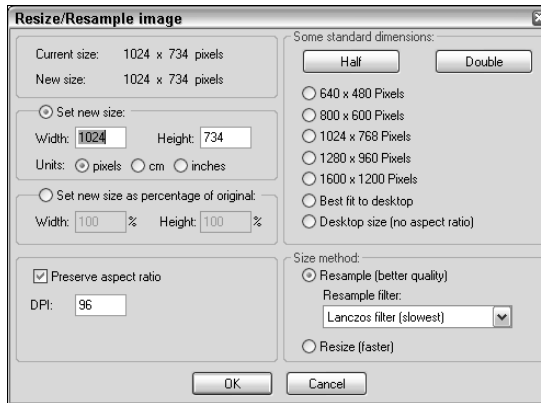 Resize/Resample image
Current size: 1024 x 734 pixels
New size: 1024 x 734 pixels
Set new size:
Width: 1024 Height: 734
Units: pixels cm inches
Set new size as percentage of original:
Width: 100 % Height: 100 %
Preserve aspect ratio
DPI: 96
Some standard dimensions:
Half Double
640 x 480 Pixels
800 x 600 Pixels
1024 x 768 Pixels
1280 x 960 Pixels
1600 x 1200 Pixels
Best fit to desktop
Desktop size (no aspect ratio)
Size method:
Resample (better quality)
Resample filter:
Lanczos filter (slowest)
Resize (faster)
OK Cancel